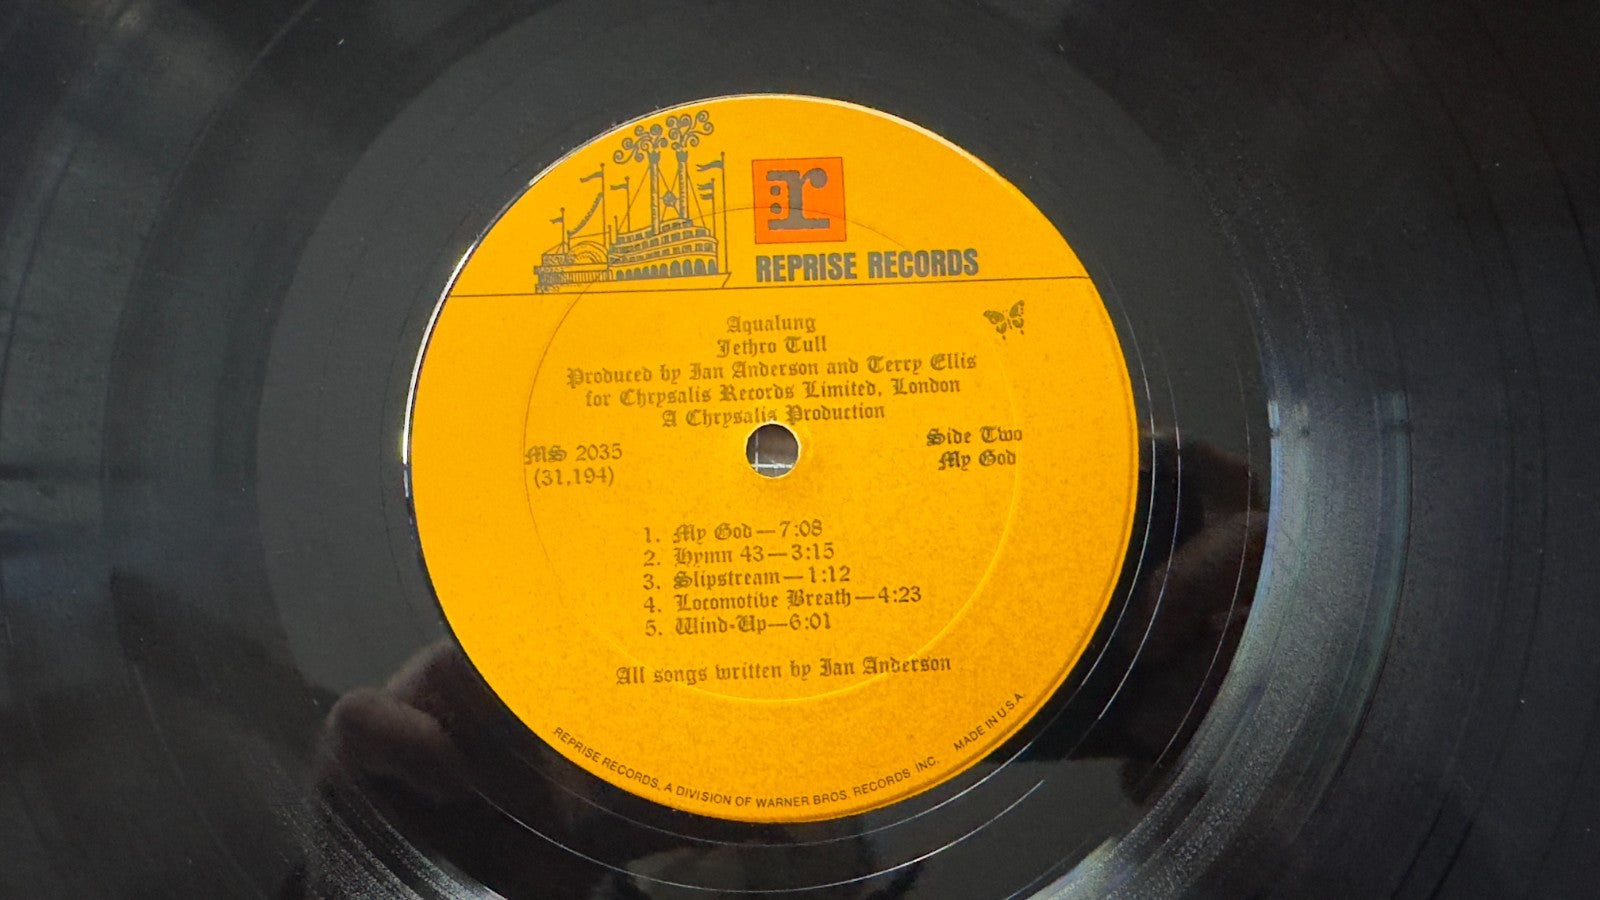 r
REPRISE RECORDS
Aqualung
Jethro Tull
Produced by Ian Anderson and Terry Ellis
for Chrysalis Records Limited, London
A Chrysalis Production
MS 2035
(31,194)
Side Two
My God
1. My God—7:08
2. Hymn 43—3:15
3. Slipstream—1:12
4. Locomotive Breath—4:23
5. Wind-Up—6:01
All songs written by Ian Anderson
REPRISE RECORDS, A DIVISION OF WARNER BROS. RECORDS INC. MADE IN U.S.A.